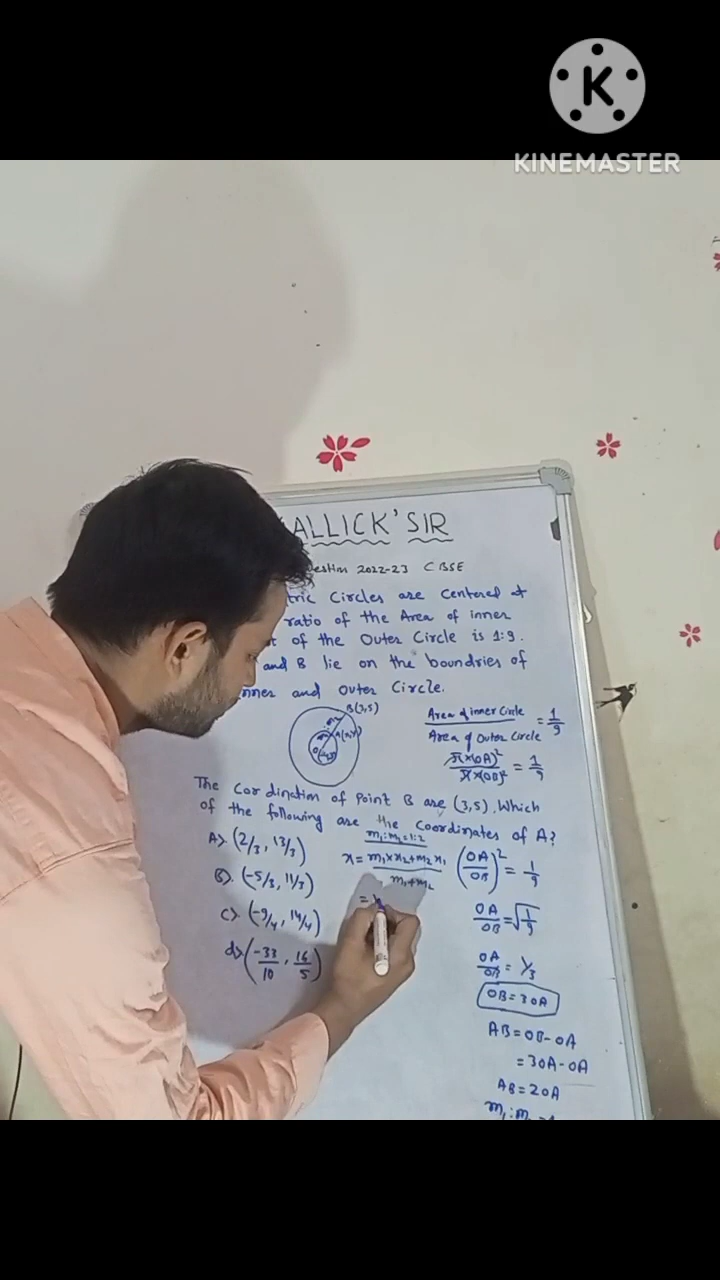 K
KINEMASTER
ALLICK'SIR
2022-23 CBSE
Circles are Centered at
ratio of the Area of inner
of the Outer Circle is 1:9.
and B lie on the boundries of
and Outer Circle.
B(3,5)
A(x,y)
Area of inner Circle / Area of Outer Circle = 1/9
π×(OA)² / π×(OB)² = 1/9
The Cordination of Point B are (3,5). Which
of the following are the Coordinates of A?
A> (2/3, 13/3)
B). (-5/3, 11/3)
C> (-9/4, 14/4)
d> (-33/10, 16/5)
m₁:m₂=1:2
x = m₁×x₂+m₂x₁ / m₁+m₂
=
(OA/OB)² = 1/9
OA/OB = √1/9
OA/OB = 1/3
OB=3OA
AB=OB-OA
=3OA-OA
AB=2OA
m₁:m₂